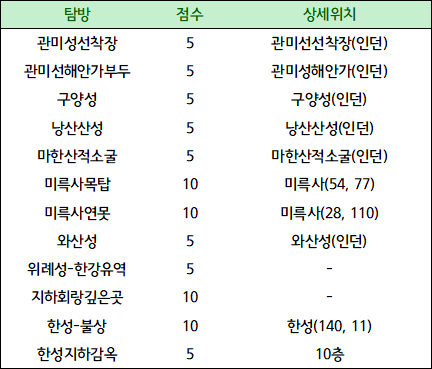 탐방 점수 상세위치
관미성선착장 5 관미선선착장(인던)
관미선해안가부두 5 관미성해안가(인던)
구양성 5 구양성(인던)
낭산산성 5 낭산산성(인던)
마한산적소굴 5 마한산적소굴(인던)
미륵사목탑 10 미륵사(54, 77)
미륵사연못 10 미륵사(28, 110)
와산성 5 와산성(인던)
위례성-한강유역 5 -
지하회랑깊은곳 10 -
한성-불상 10 한성(140, 11)
한성지하감옥 5 10층